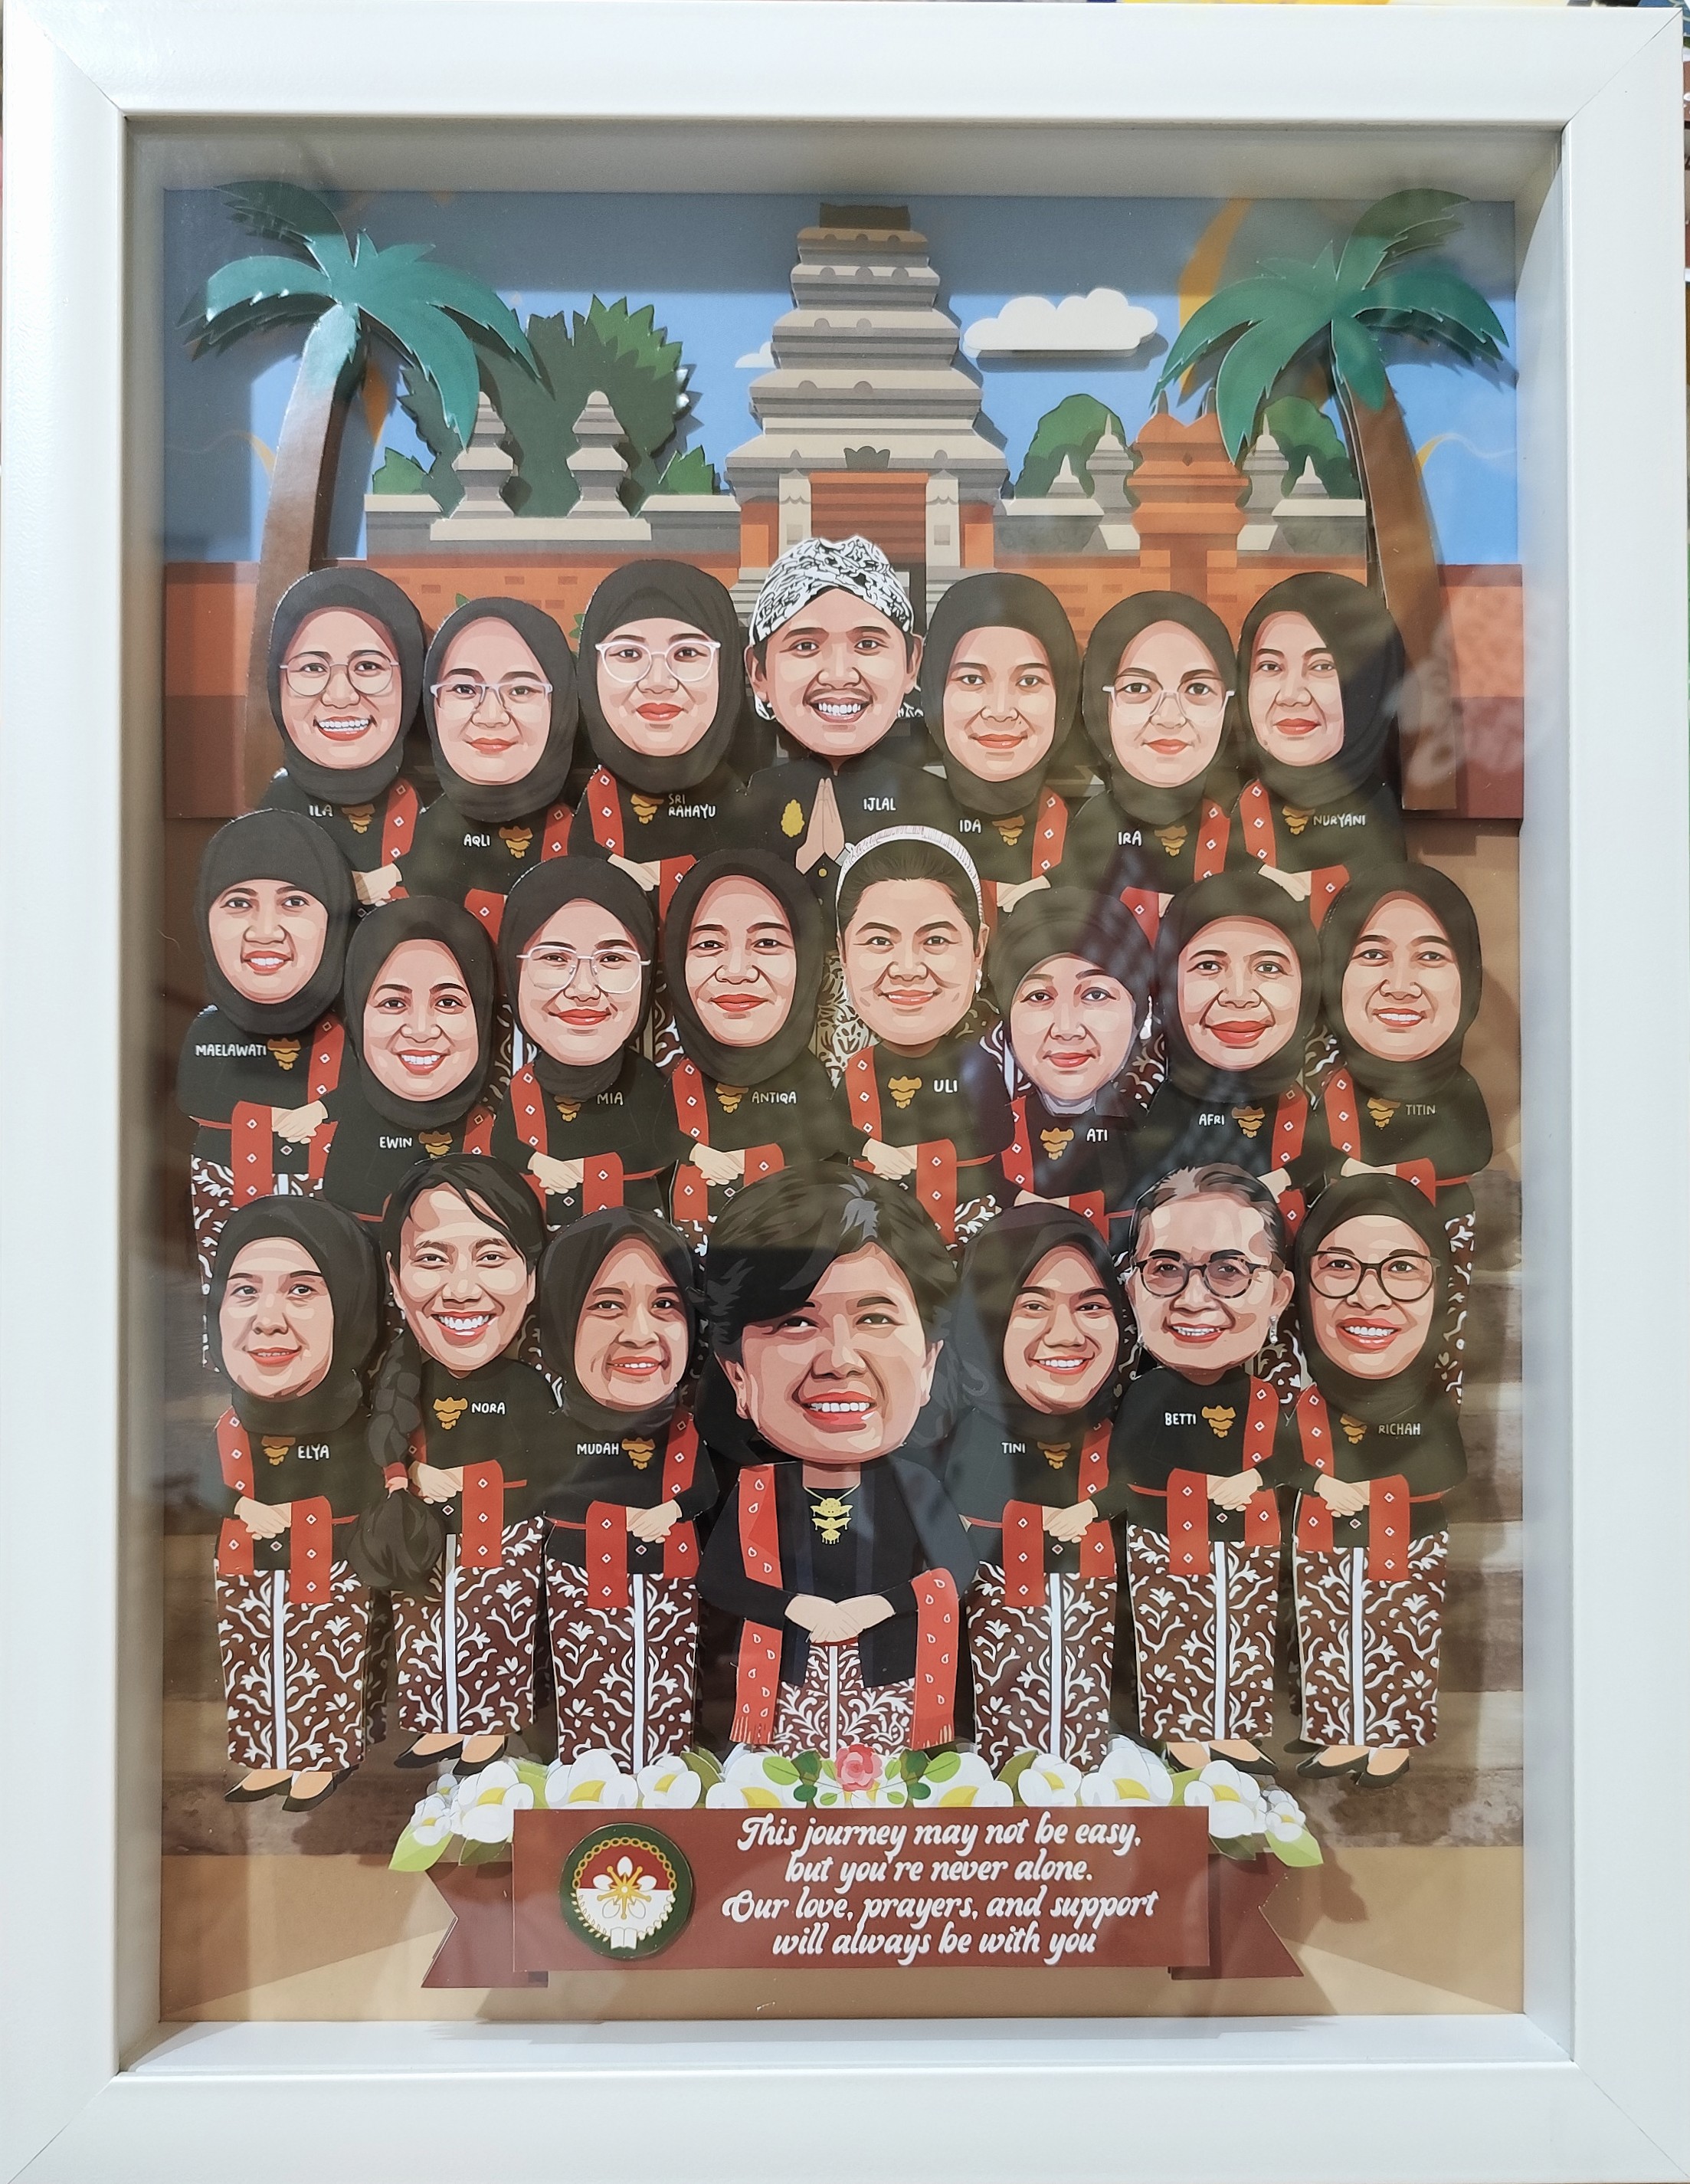 ILA
AQLI
SRI
RAHAYU
IJLAL
IDA
IRA
NURYANI
MAELAWATI
EWIN
MIA
ANTIQA
ULI
ATI
AFRI
TITIN
ELYA
NORA
MUDAH
TINI
BETTI
RICHAH
This journey may not be easy,
but you're never alone.
Our love, prayers, and support
will always be with you